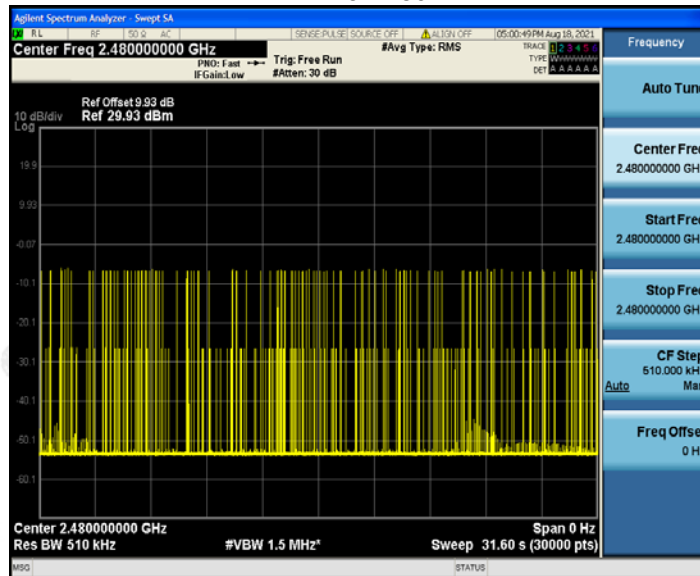 Agilent Spectrum Analyzer - Swept SA
RL RF 50 Ω AC SENSE:PULSE SOURCE OFF ALIGN OFF 05:00:49 PM Aug 18, 2021
Center Freq 2.480000000 GHz
PNO: Fast
IFGain:Low
Trig: Free Run
#Atten: 30 dB
#Avg Type: RMS
TRACE 1 2 3 4 5 6
TYPE WWWWWW
DET A A A A A A
Ref Offset 9.93 dB
10 dB/div Ref 29.93 dBm
Log
19.9
9.93
-0.07
-10.1
-20.1
-30.1
-40.1
-50.1
-60.1
Center 2.480000000 GHz Span 0 Hz
Res BW 510 kHz #VBW 1.5 MHz* Sweep 31.60 s (30000 pts)
MSG STATUS
Frequency
Auto Tun
Center Fre
2.480000000 GH
Start Fre
2.480000000 GH
Stop Fre
2.480000000 GH
CF Step
510.000 kH
Auto Ma
Freq Offse
0 H